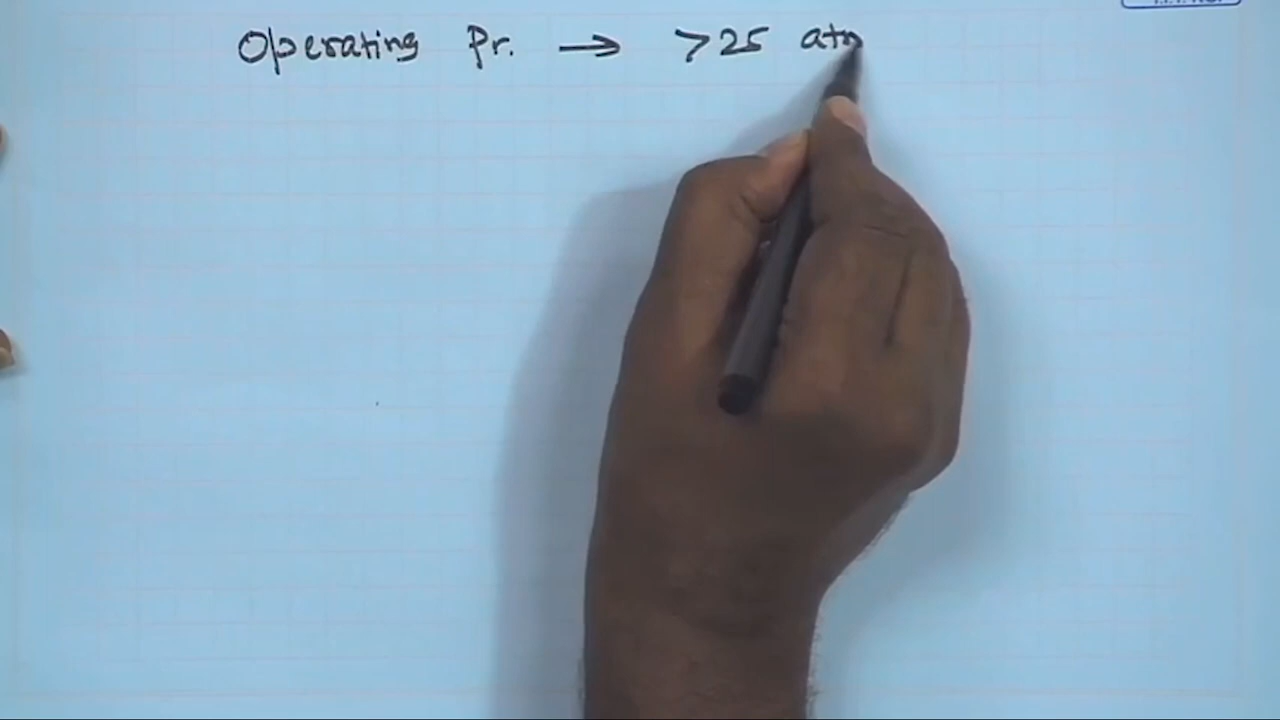 Operating Pr. → >25 atm